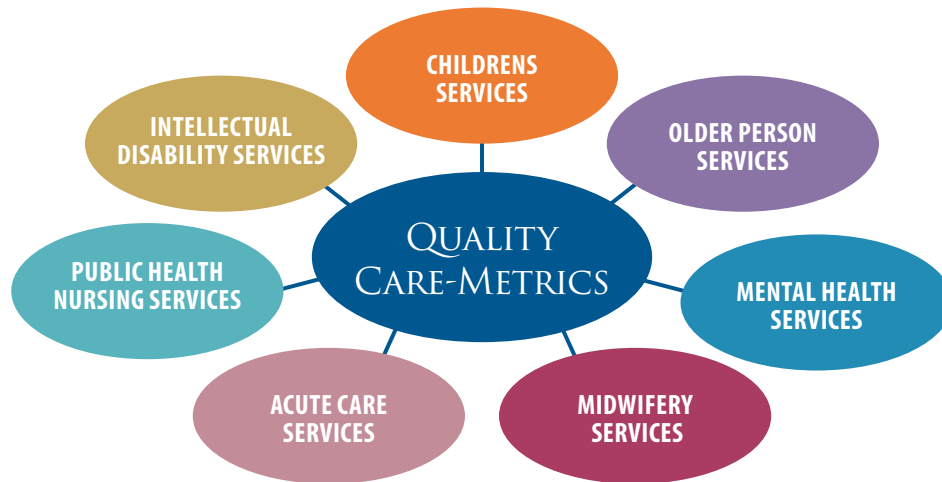 CHILDRENS
SERVICES
INTELLECTUAL
DISABILITY SERVICES
OLDER PERSON
SERVICES
QUALITY
CARE-METRICS
PUBLIC HEALTH
NURSING SERVICES
MENTAL HEALTH
SERVICES
ACUTE CARE
SERVICES
MIDWIFERY
SERVICES